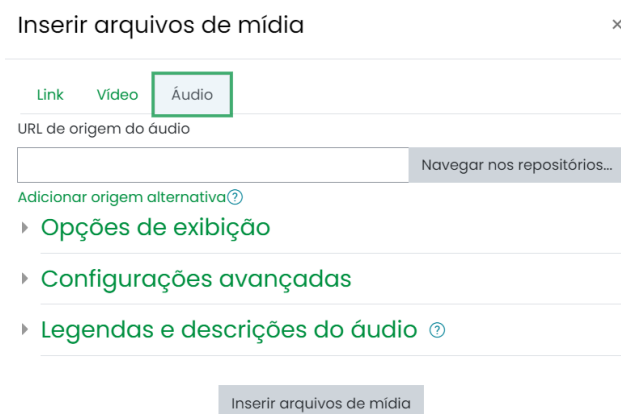 Inserir arquivos de mídia ×
Link Vídeo Áudio
URL de origem do áudio
Navegar nos repositórios...
Adicionar origem alternativa
Opções de exibição
Configurações avançadas
Legendas e descrições do áudio
Inserir arquivos de mídia